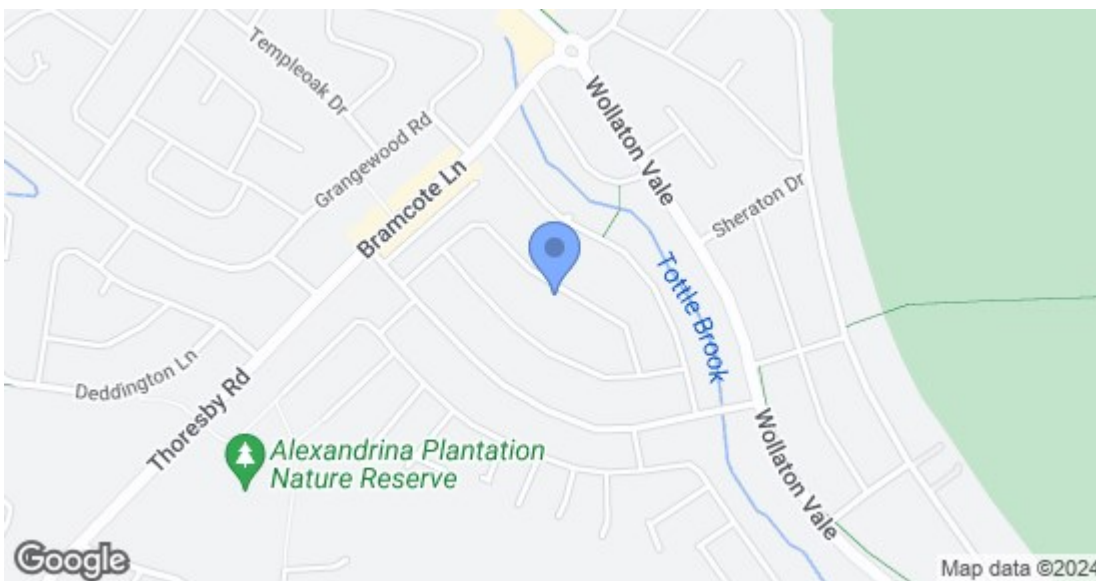 Templeoak Dr
Grangewood Rd
Bramcote Ln
Wollaton Vale
Sheraton Dr
Tottle Brook
Deddington Ln
Thoresby Rd
Alexandrina Plantation
Nature Reserve
Wollaton Vale
Google
Map data ©2024